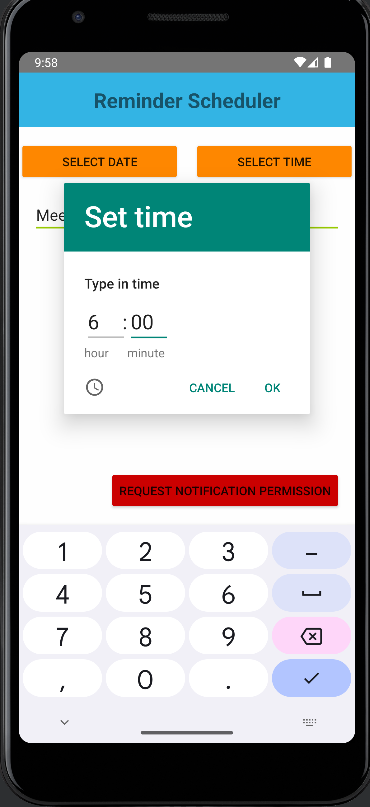 9:58
Reminder Scheduler
SELECT DATE SELECT TIME
Set time
Type in time
6 : 00
hour minute
CANCEL OK
REQUEST NOTIFICATION PERMISSION
1 2 3 –
4 5 6
7 8 9
, 0 .